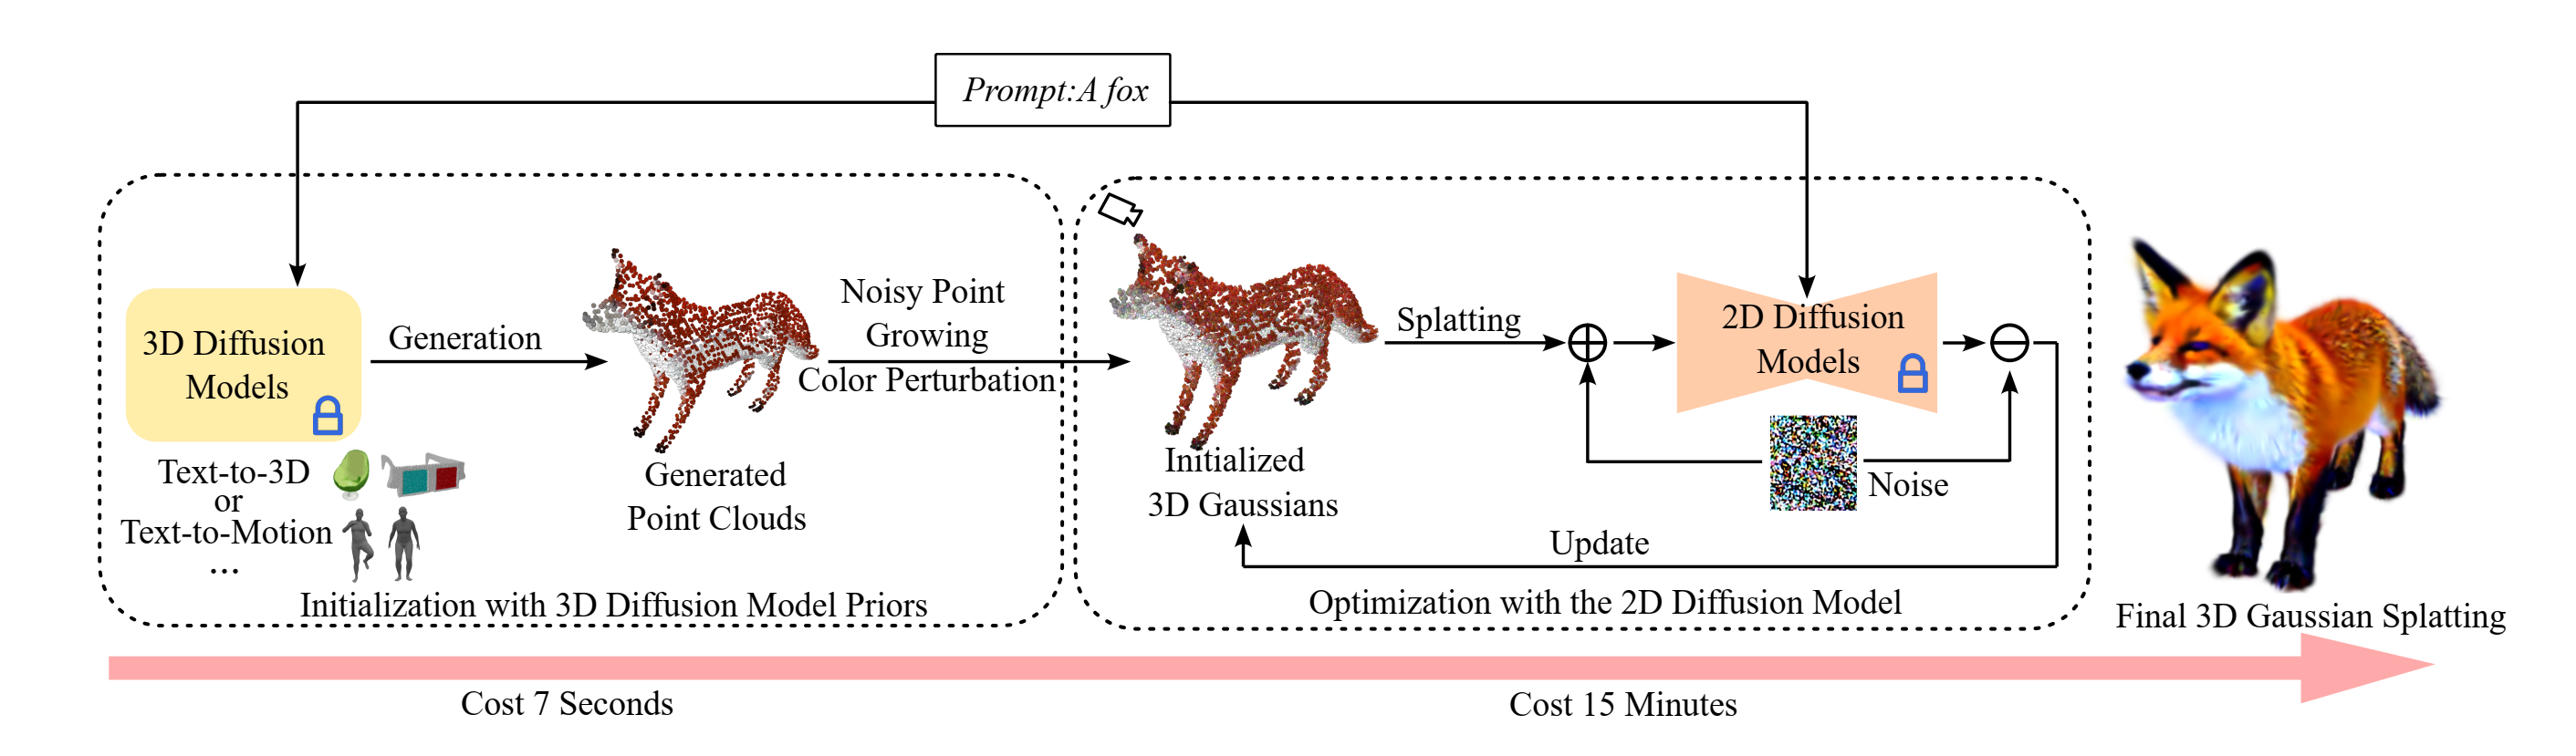 Prompt:A fox
3D Diffusion
Models
Text-to-3D
or
Text-to-Motion
...
Generation
Generated
Point Clouds
Noisy Point
Growing
Color Perturbation
Initialization with 3D Diffusion Model Priors
Initialized
3D Gaussians
Splatting
2D Diffusion
Models
Noise
Update
Optimization with the 2D Diffusion Model
Final 3D Gaussian Splatting
Cost 7 Seconds
Cost 15 Minutes